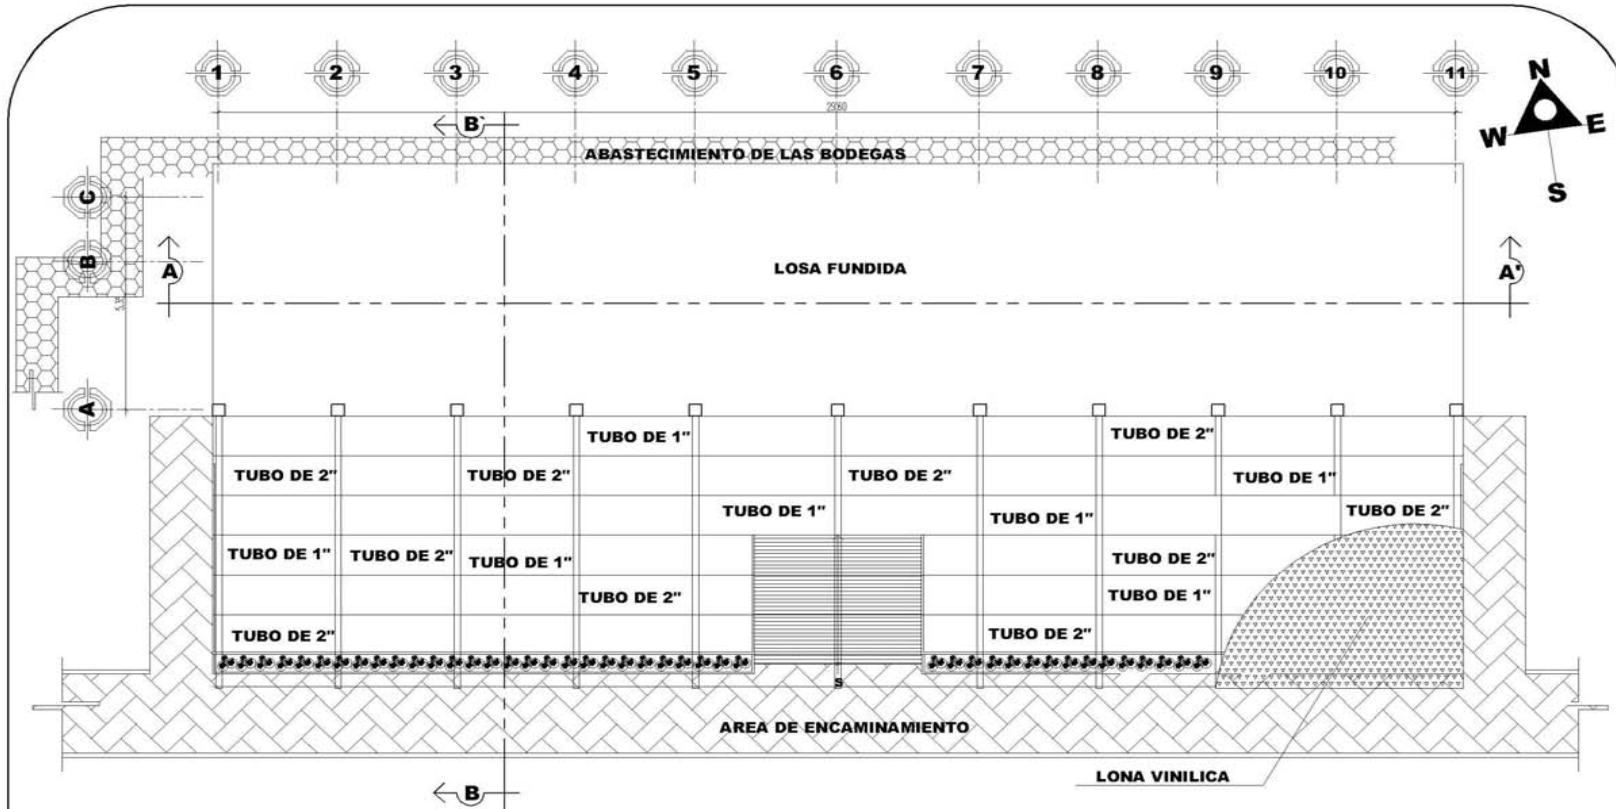 1 2 3 4 5 6 7 8 9 10 11
N
W E
S
25060
B`
ABASTECIMIENTO DE LAS BODEGAS
C
B
A
A'
LOSA FUNDIDA
A
TUBO DE 1"
TUBO DE 2"
TUBO DE 2"
TUBO DE 2"
TUBO DE 2"
TUBO DE 1"
TUBO DE 1"
TUBO DE 1"
TUBO DE 2"
TUBO DE 1"
TUBO DE 2"
TUBO DE 1"
TUBO DE 2"
TUBO DE 2"
TUBO DE 1"
TUBO DE 2"
TUBO DE 2"
S
AREA DE ENCAMINAMIENTO
LONA VINILICA
B